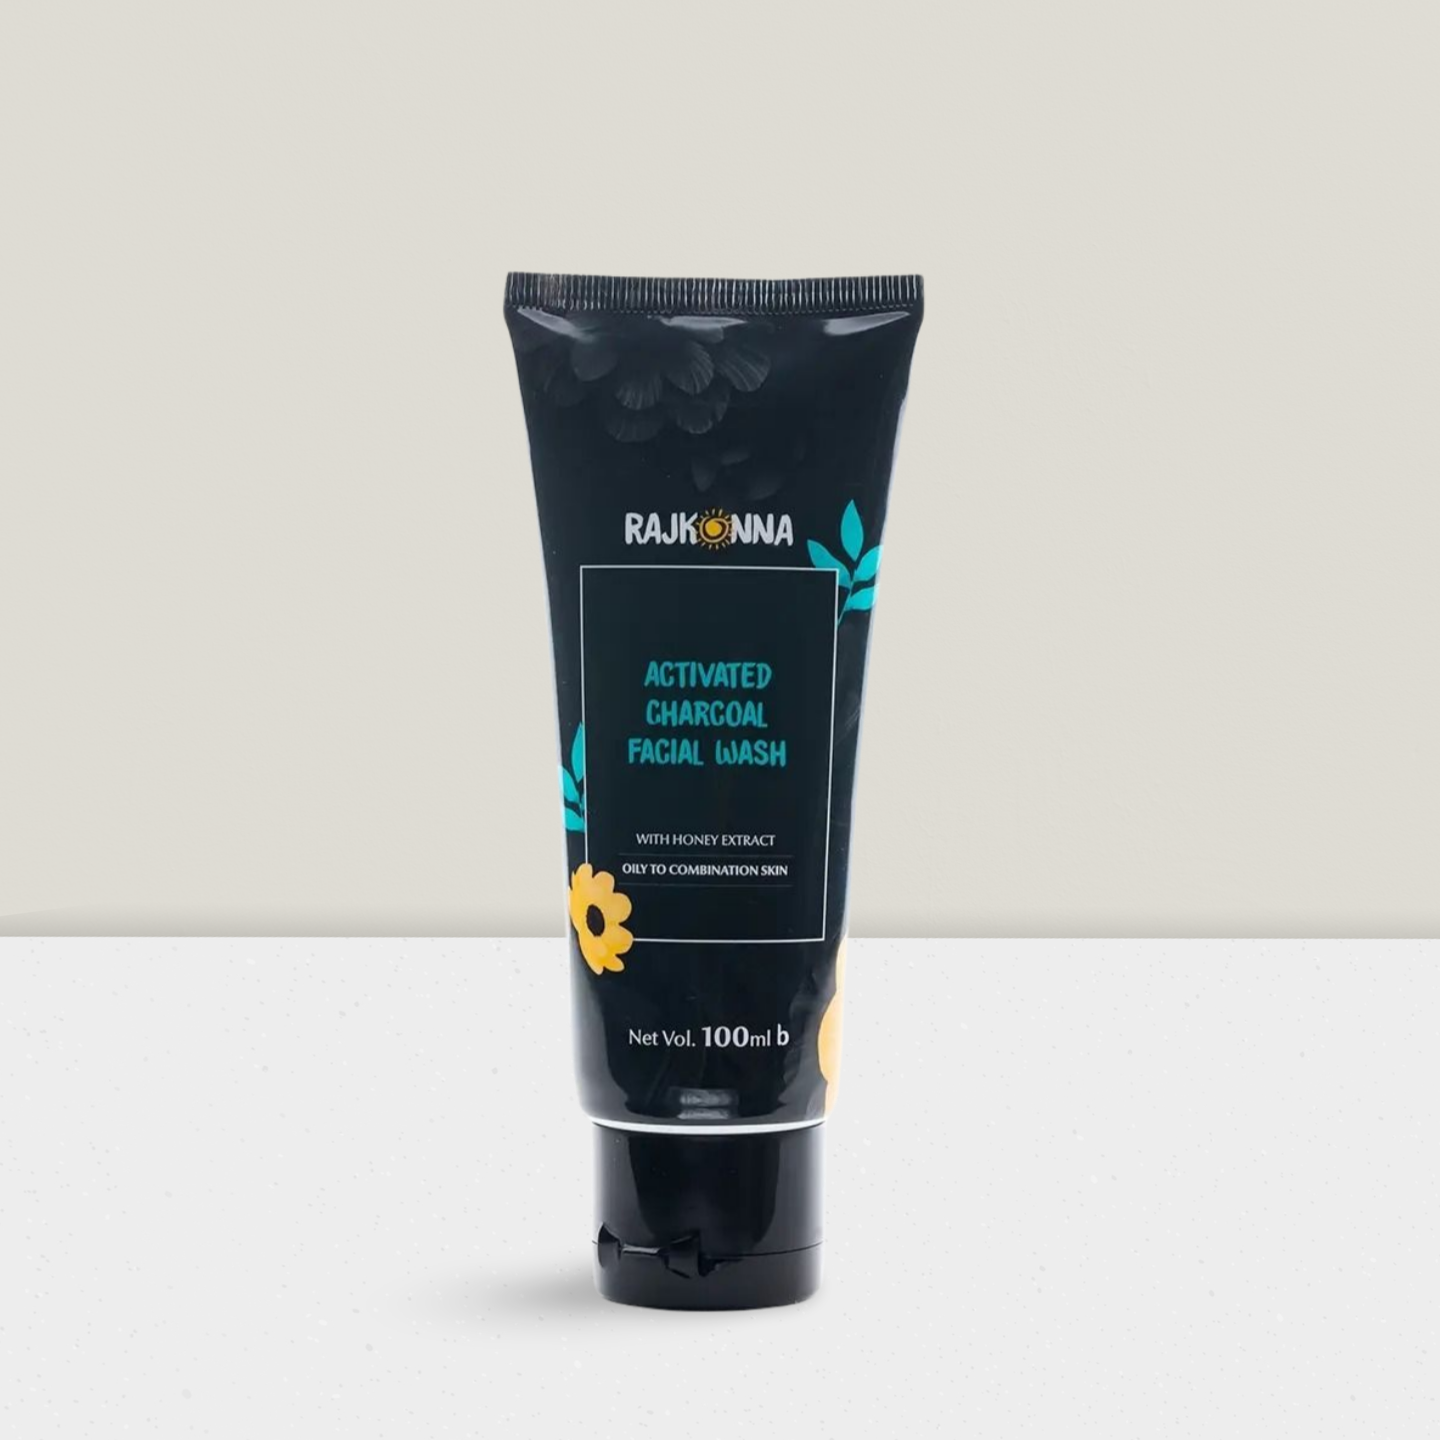 RAJKONNA
ACTIVATED
CHARCOAL
FACIAL WASH
WITH HONEY EXTRACT
OILY TO COMBINATION SKIN
Net Vol. 100ml b